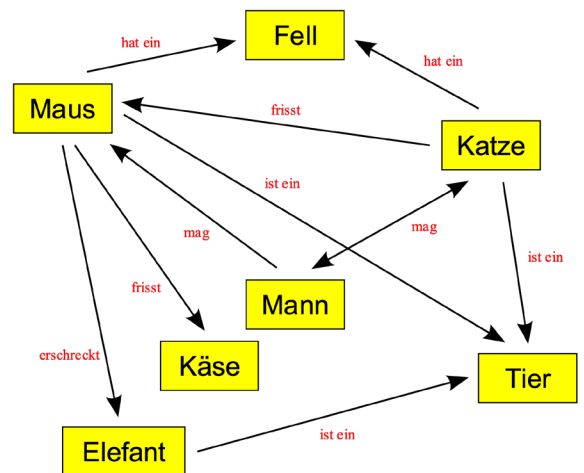 Fell
hat ein
hat ein
Maus
frisst
Katze
ist ein
mag
mag
ist ein
frisst
Mann
erschreckt
Käse
Tier
ist ein
Elefant